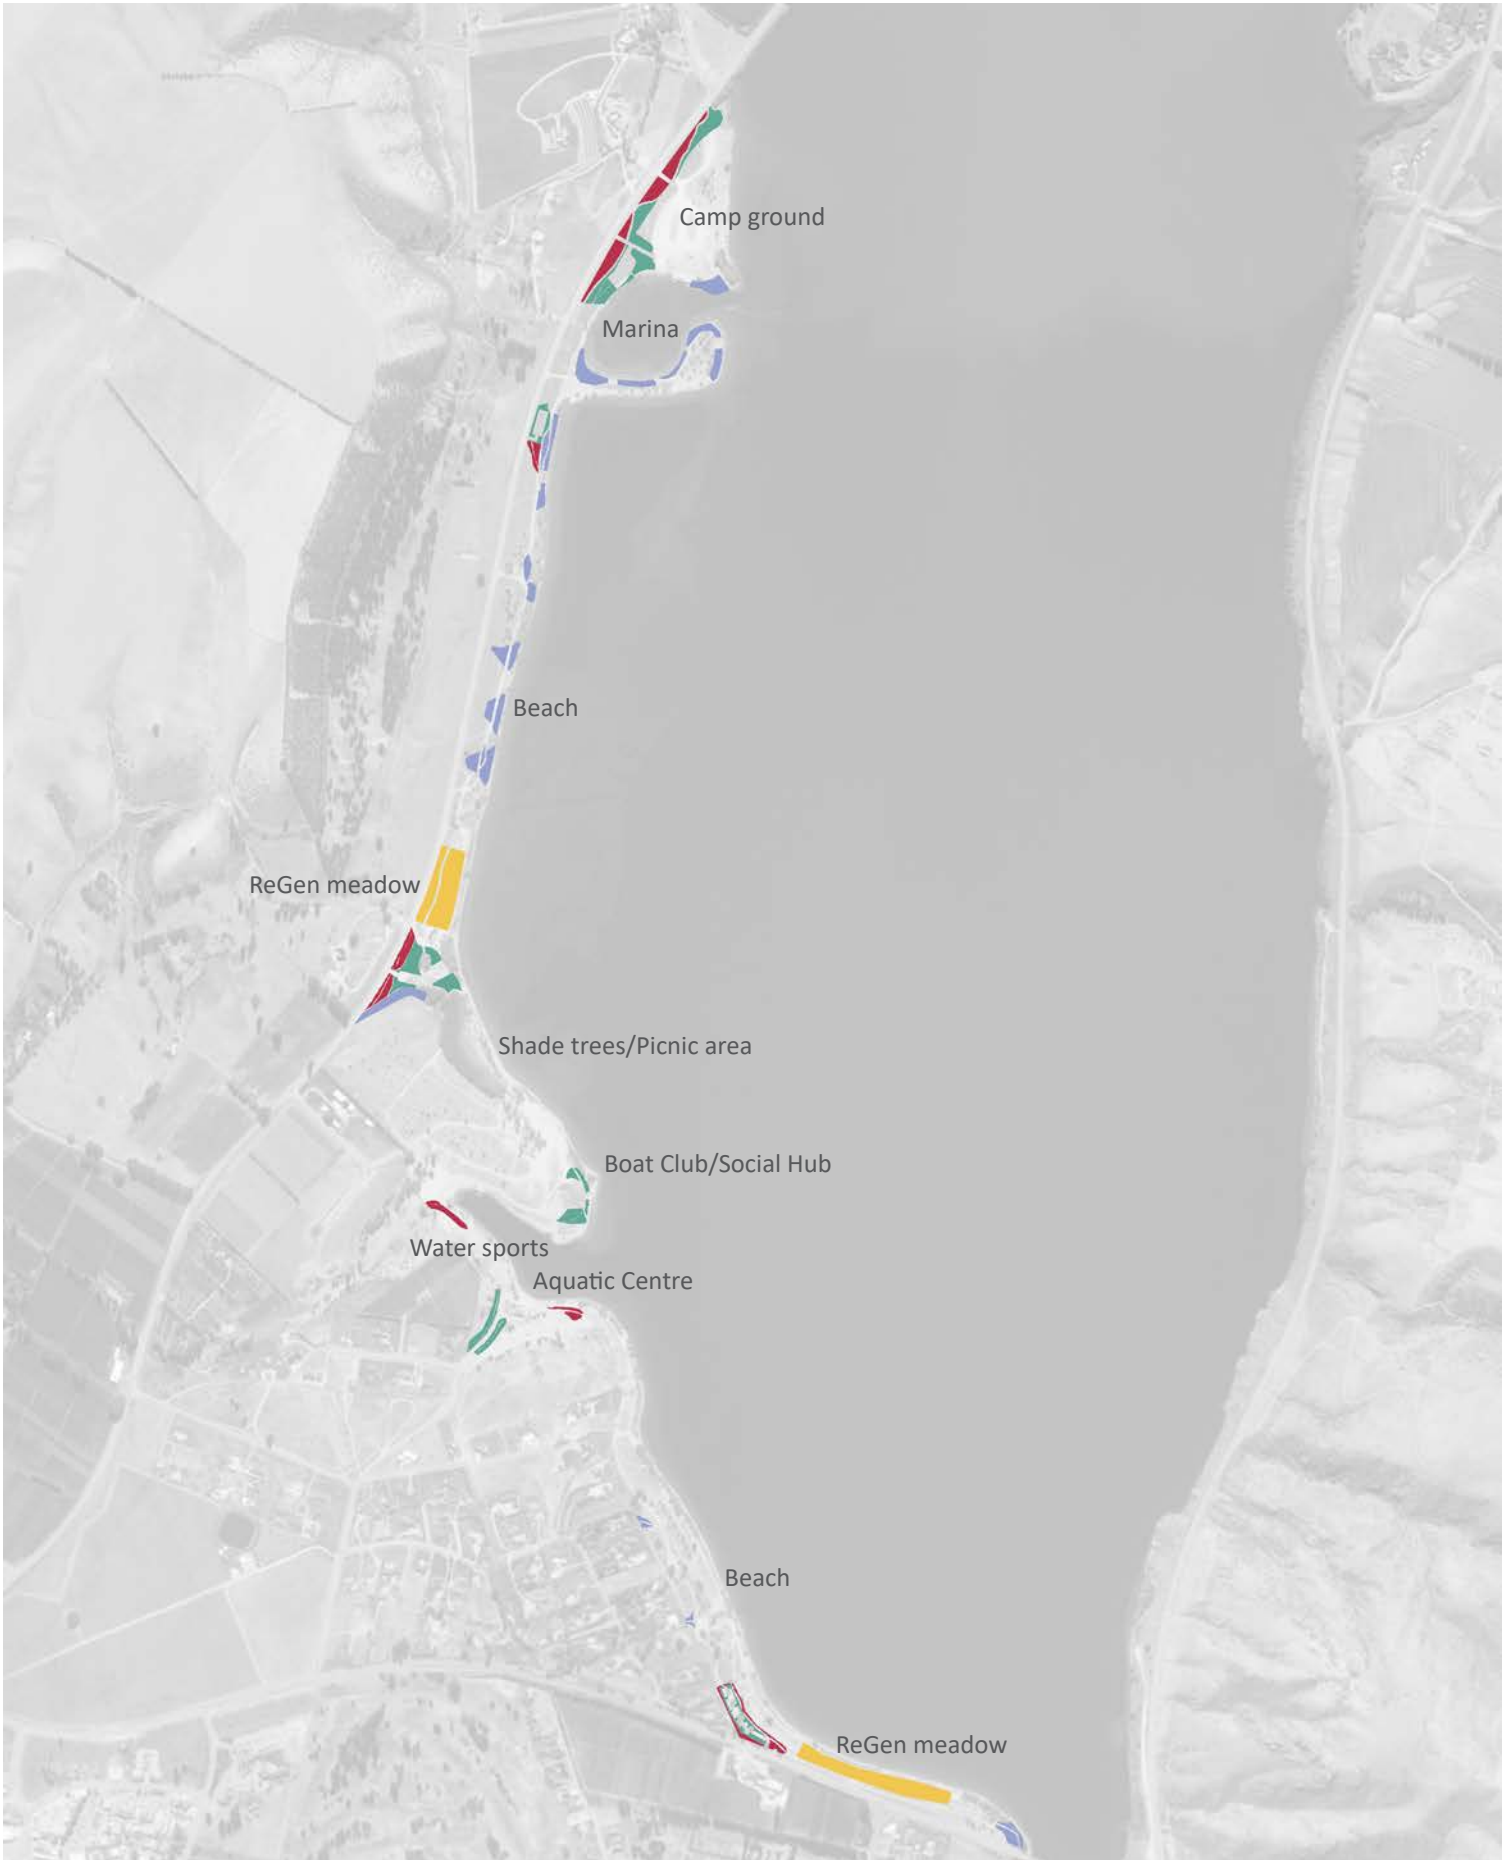 Camp ground
Marina
Beach
ReGen meadow
Shade trees/Picnic area
Boat Club/Social Hub
Water sports
Aquatic Centre
Beach
ReGen meadow